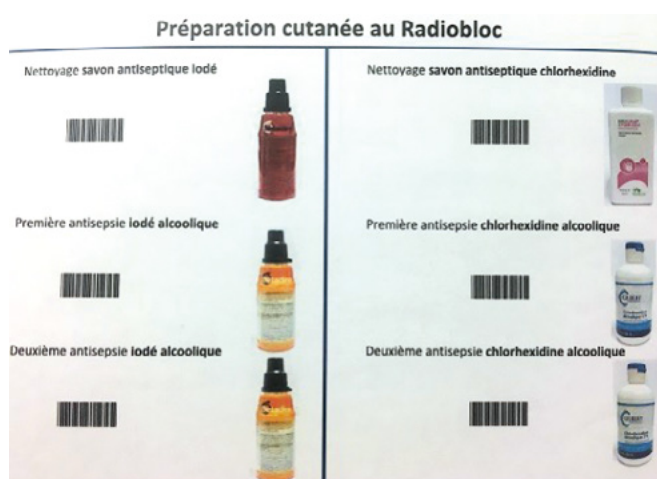 Préparation cutanée au Radiobloc
Nettoyage savon antiseptique iodé
Première antisepsie iodé alcoolique
Deuxième antisepsie iodé alcoolique
Nettoyage savon antiseptique chlorhexidine
Première antisepsie chlorhexidine alcoolique
Deuxième antisepsie chlorhexidine alcoolique